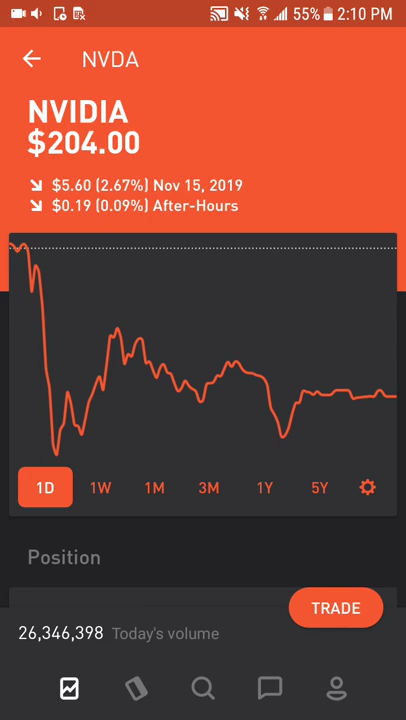 55% 2:10 PM
NVDA
NVIDIA
$204.00
$5.60 (2.67%) Nov 15, 2019
$0.19 (0.09%) After-Hours
1D 1W 1M 3M 1Y 5Y
Position
TRADE
26,346,398 Today's volume